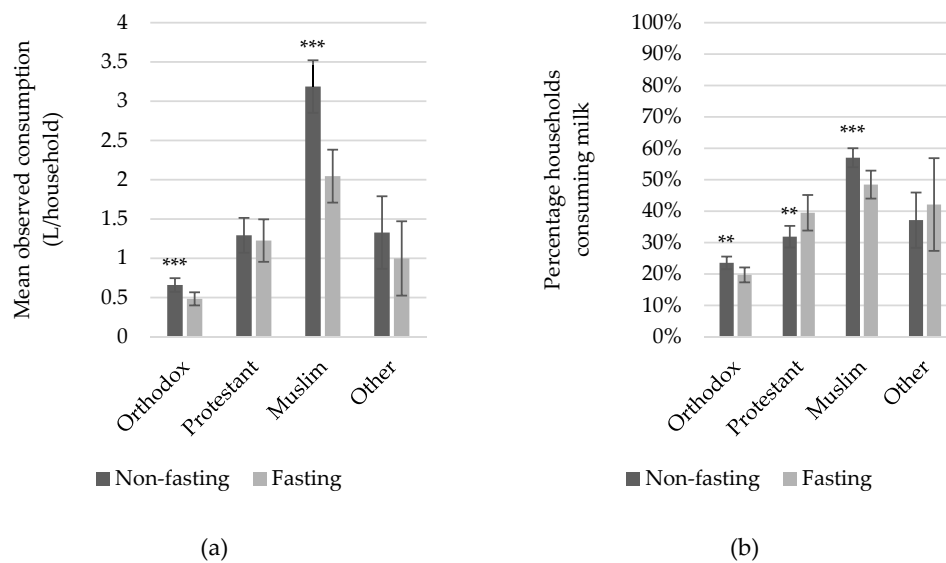 Mean observed consumption
(L/household)
4
3.5
3
2.5
2
1.5
1
0.5
0
***
***
Orthodox
Protestant
Muslim
Other
Non-fasting Fasting
(a)
Percentage households
consuming milk
100%
90%
80%
70%
60%
50%
40%
30%
20%
10%
0%
**
**
***
Orthodox
Protestant
Muslim
Other
Non-fasting Fasting
(b)